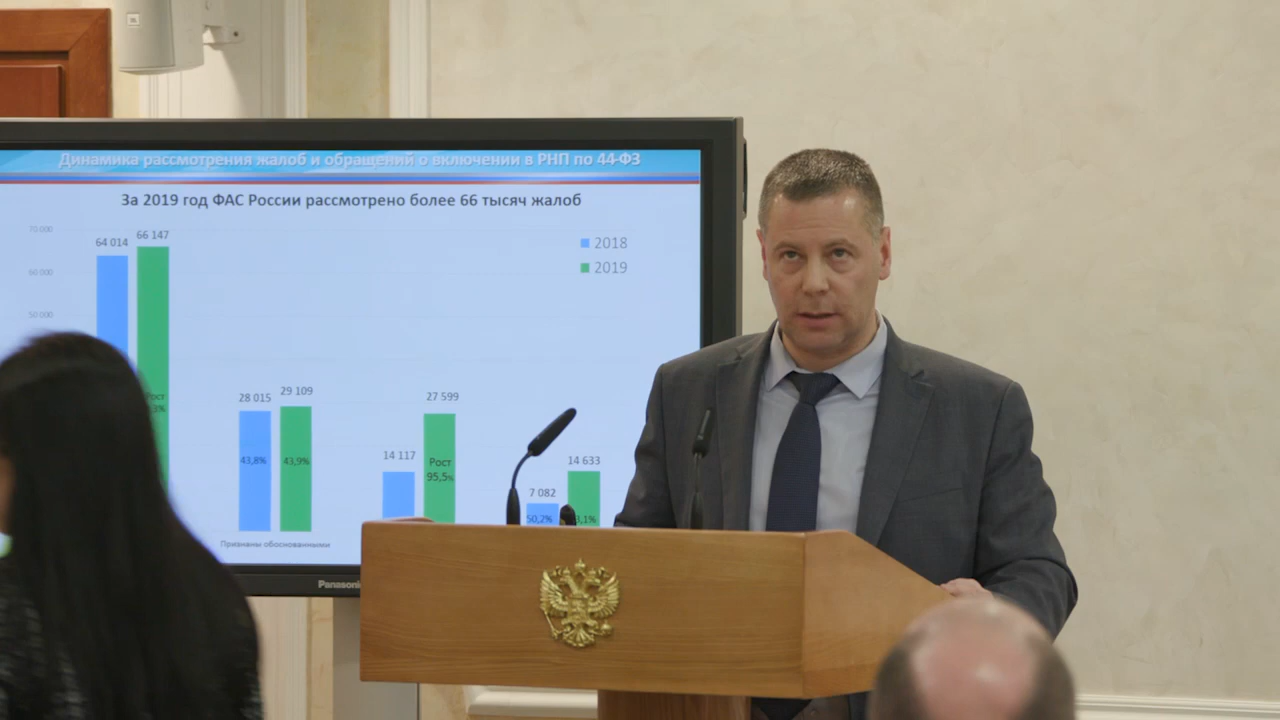 Динамика рассмотрения жалоб и обращений о включении в РНП по 44-ФЗ
За 2019 год ФАС России рассмотрено более 66 тысяч жалоб
70 000
60 000
50 000
64 014
66 147
2018
2019
Рост
28 015
29 109
43,8%
43,9%
14 117
27 599
Рост
95,5%
7 082
14 633
50,2%
Признаны обоснованными
Panasonic